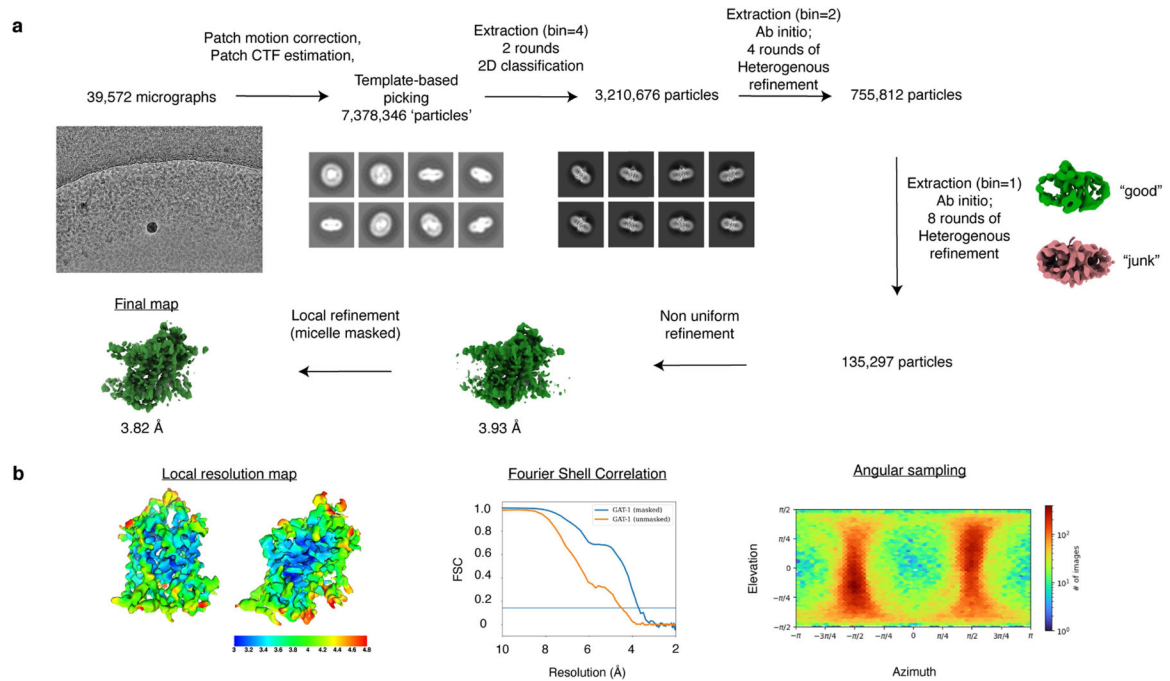 a
Patch motion correction,
Patch CTF estimation,
Extraction (bin=4)
2 rounds
2D classification
Extraction (bin=2)
Ab initio;
4 rounds of
Heterogenous
refinement
39,572 micrographs
Template-based
picking
7,378,346 ‘particles’
3,210,676 particles
755,812 particles
Extraction (bin=1)
Ab initio;
8 rounds of
Heterogenous
refinement
“good”
“junk”
Final map
Local refinement
(micelle masked)
Non uniform
refinement
135,297 particles
3.82 Å
3.93 Å
b
Local resolution map
3 3.2 3.4 3.6 3.8 4 4.2 4.4 4.6 4.8
Fourier Shell Correlation
GAT-1 (masked)
GAT-1 (unmasked)
FSC
1.0
0.8
0.6
0.4
0.2
0
10 8 6 4 2
Resolution (Å)
Angular sampling
Elevation
π/2
π/4
0
−π/4
−π/2
−π −3π/4 −π/2 −π/4 0 π/4 π/2 3π/4 π
Azimuth
10²
10¹
10⁰
# of images